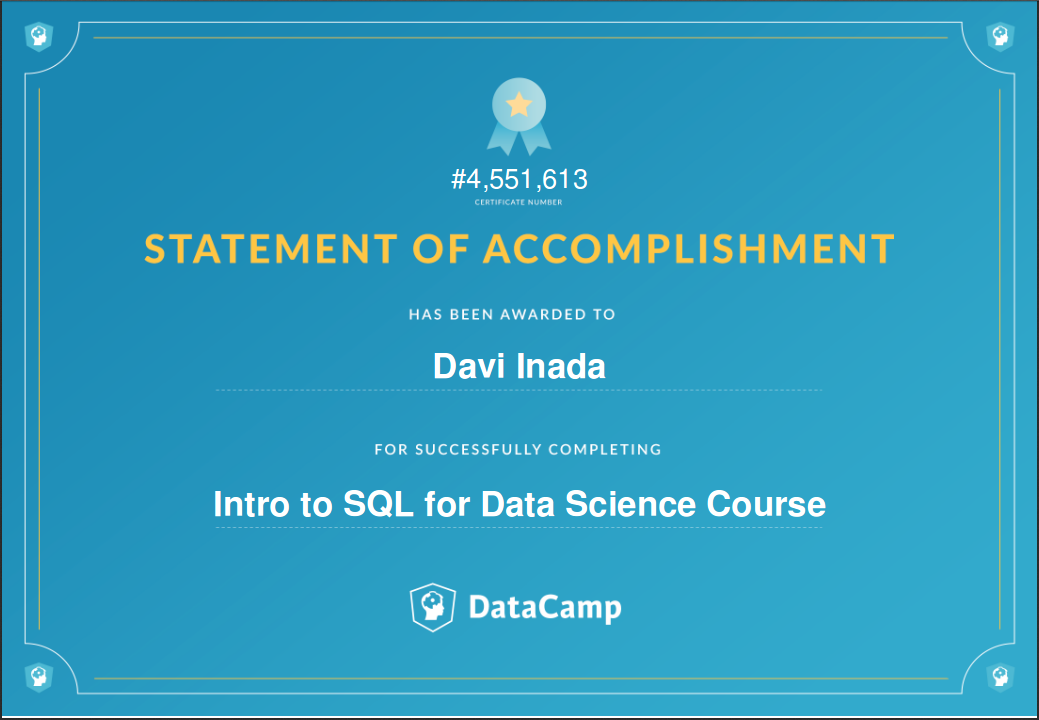 #4,551,613
CERTIFICATE NUMBER
STATEMENT OF ACCOMPLISHMENT
HAS BEEN AWARDED TO
Davi Inada
FOR SUCCESSFULLY COMPLETING
Intro to SQL for Data Science Course
DataCamp